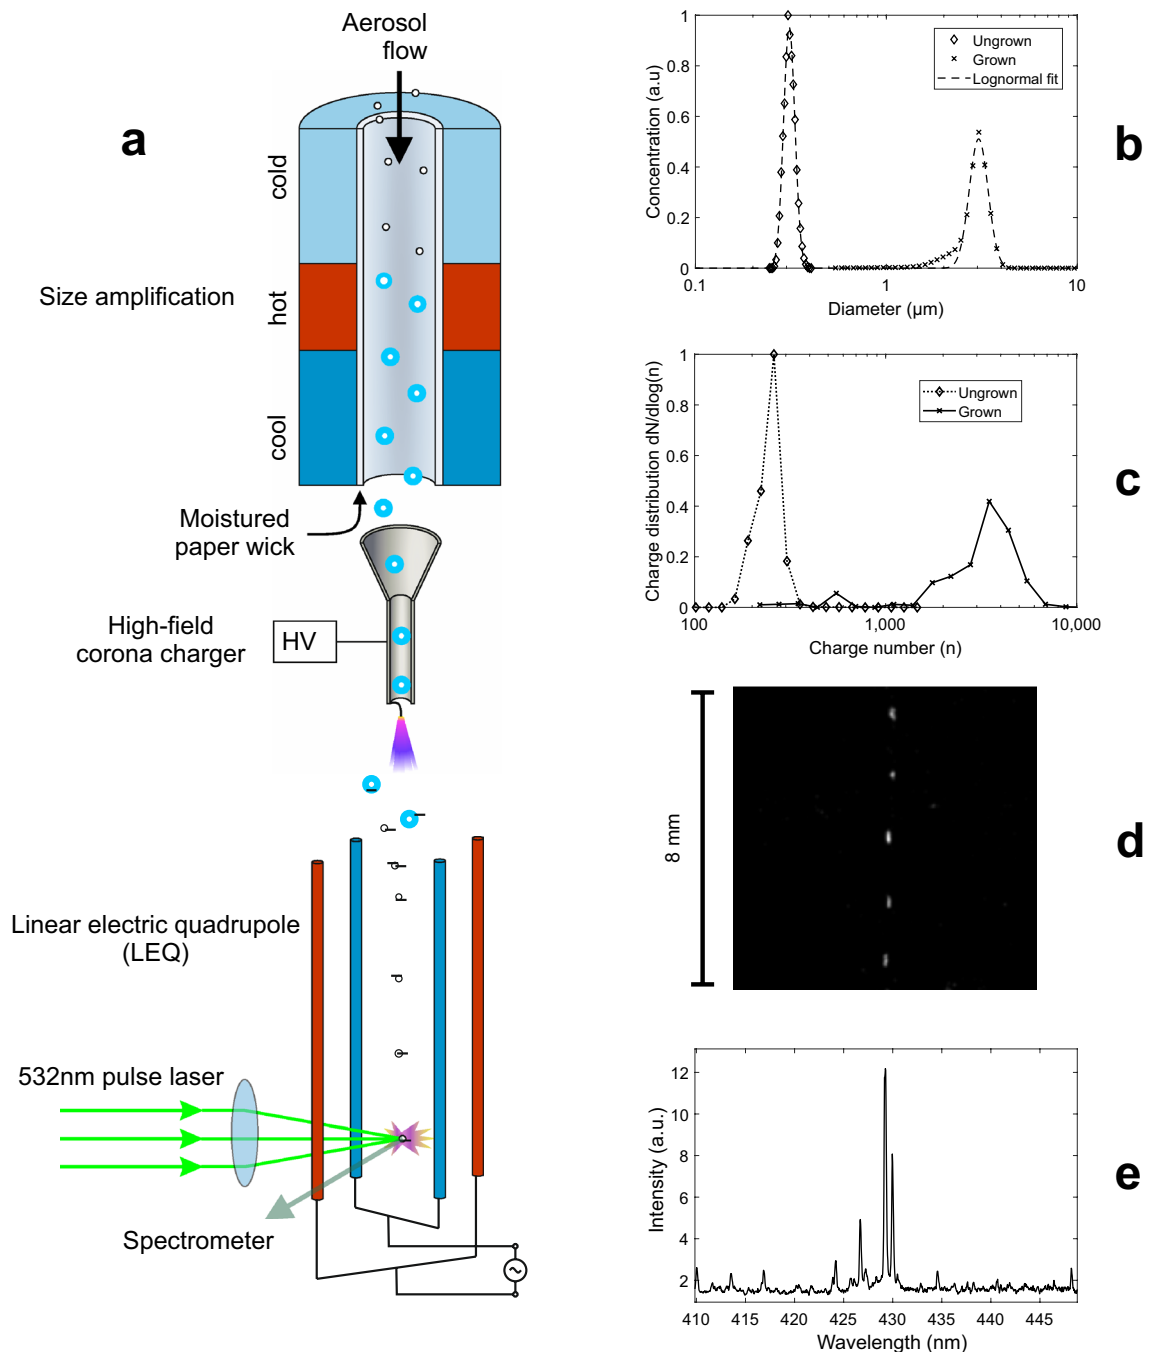 a
Aerosol
flow
cold
Size amplification
hot
cool
Moistured
paper wick
High-field
corona charger
HV
Linear electric quadrupole
(LEQ)
532nm pulse laser
Spectrometer
~
b
Concentration (a.u)
1
0.8
0.6
0.4
0.2
0
0.1
1
10
Diameter (µm)
Ungrown
Grown
Lognormal fit
c
Charge distribution dN/dlog(n)
1
0.8
0.6
0.4
0.2
0
100
1,000
10,000
Charge number (n)
Ungrown
Grown
d
8 mm
e
Intensity (a.u.)
12
10
8
6
4
2
410 415 420 425 430 435 440 445
Wavelength (nm)